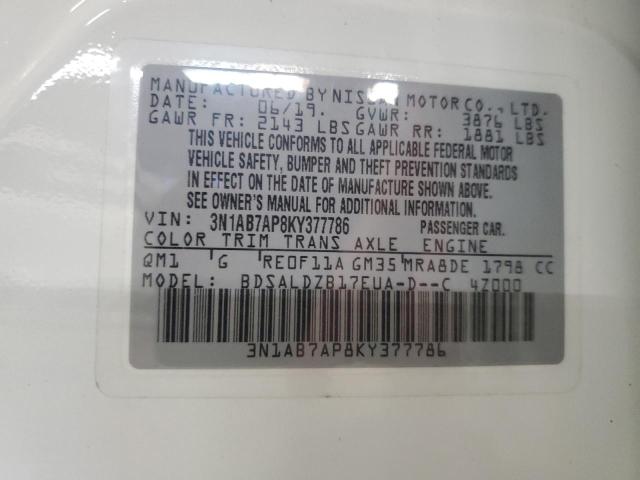 MANUFACTURED BY NISSAN MOTOR CO., LTD.
DATE: 06/19. GVWR: 3876 LBS
GAWR FR: 2143 LBS GAWR RR: 1881 LBS
THIS VEHICLE CONFORMS TO ALL APPLICABLE FEDERAL MOTOR
VEHICLE SAFETY, BUMPER AND THEFT PREVENTION STANDARDS
IN EFFECT ON THE DATE OF MANUFACTURE SHOWN ABOVE.
SEE OWNER'S MANUAL FOR ADDITIONAL INFORMATION.
VIN: 3N1AB7AP8KY377786 PASSENGER CAR.
COLOR TRIM TRANS AXLE ENGINE
QM1 G RE0F11A GM35 MRA8DE 1798 CC
MODEL BDSALDZB17EUA-D--C 4Z000
3N1AB7AP8KY377786